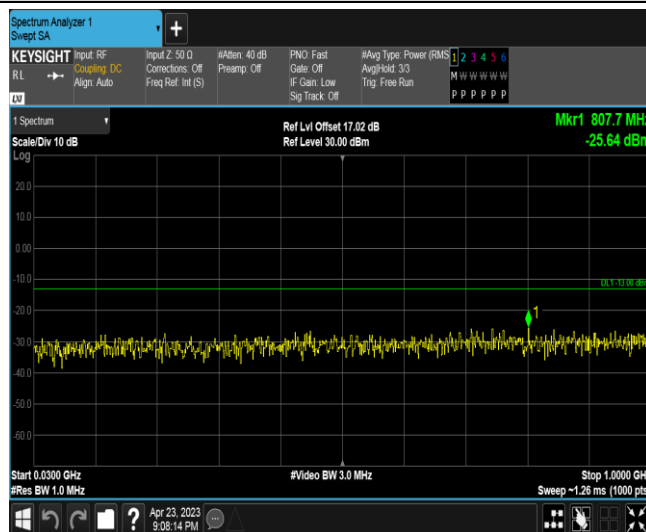 Spectrum Analyzer 1
Swept SA
+
KEYSIGHT
RL
LXI
Input: RF
Coupling: DC
Align: Auto
Input Z: 50 Ω
Corrections: Off
Freq Ref: Int (S)
#Atten: 40 dB
Preamp: Off
PNO: Fast
Gate: Off
IF Gain: Low
Sig Track: Off
#Avg Type: Power (RMS
Avg|Hold: 3/3
Trig: Free Run
1 2 3 4 5 6
M W W W W W
P P P P P P
1 Spectrum
Scale/Div 10 dB
Log
Ref Lvl Offset 17.02 dB
Ref Level 30.00 dBm
Mkr1 807.7 MHz
-25.64 dBm
20.0
10.0
0.00
-10.0
-20.0
-30.0
-40.0
-50.0
-60.0
DL1 -13.00 dBm
1
Start 0.0300 GHz
#Res BW 1.0 MHz
#Video BW 3.0 MHz
Stop 1.0000 GH
Sweep ~1.26 ms (1000 pts
?
Apr 23, 2023
9:08:14 PM